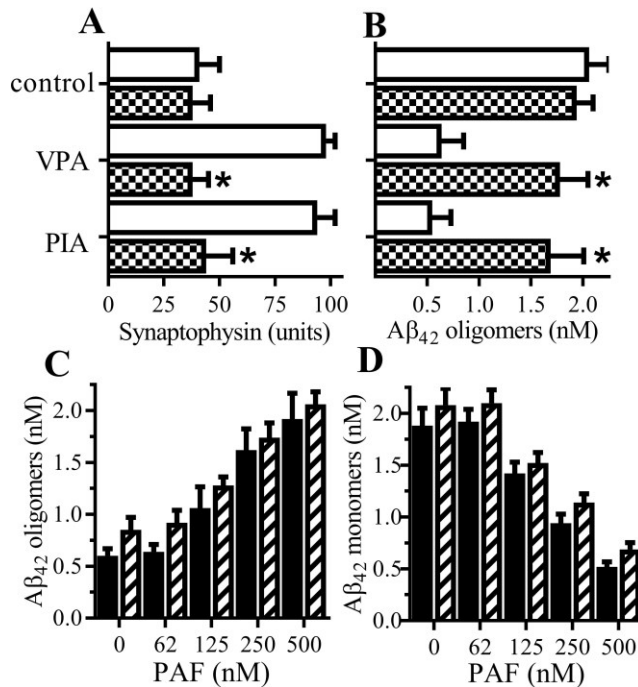 A
B
control
VPA
*
*
PIA
*
*
0 25 50 75 100
0.5 1.0 1.5 2.0
Synaptophysin (units)
Aβ42 oligomers (nM)
C
D
Aβ42 oligomers (nM)
2.0
1.5
1.0
0.5
0.0
0 62 125 250 500
PAF (nM)
Aβ42 monomers (nM)
2.0
1.5
1.0
0.5
0.0
0 62 125 250 500
PAF (nM)